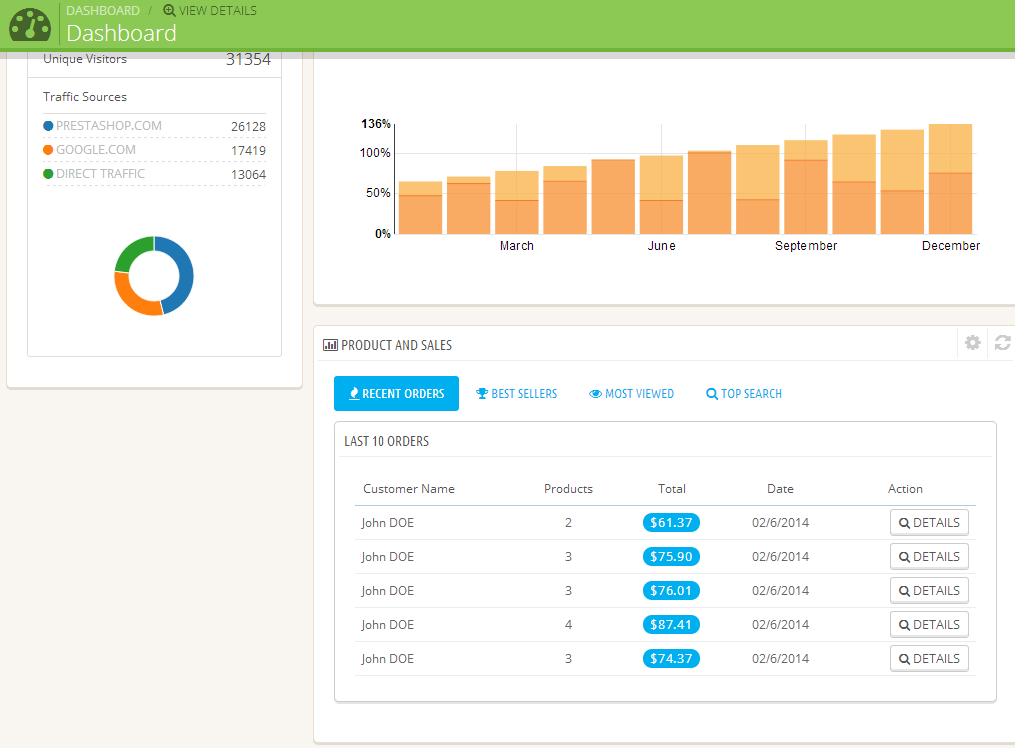 DASHBOARD / VIEW DETAILS
Dashboard
Unique Visitors 31354
Traffic Sources
PRESTASHOP.COM 26128
GOOGLE.COM 17419
DIRECT TRAFFIC 13064
136%
100%
50%
0%
March June September December
PRODUCT AND SALES
RECENT ORDERS BEST SELLERS MOST VIEWED TOP SEARCH
LAST 10 ORDERS
Customer Name Products Total Date Action
John DOE 2 $61.37 02/6/2014 DETAILS
John DOE 3 $75.90 02/6/2014 DETAILS
John DOE 3 $76.01 02/6/2014 DETAILS
John DOE 4 $87.41 02/6/2014 DETAILS
John DOE 3 $74.37 02/6/2014 DETAILS